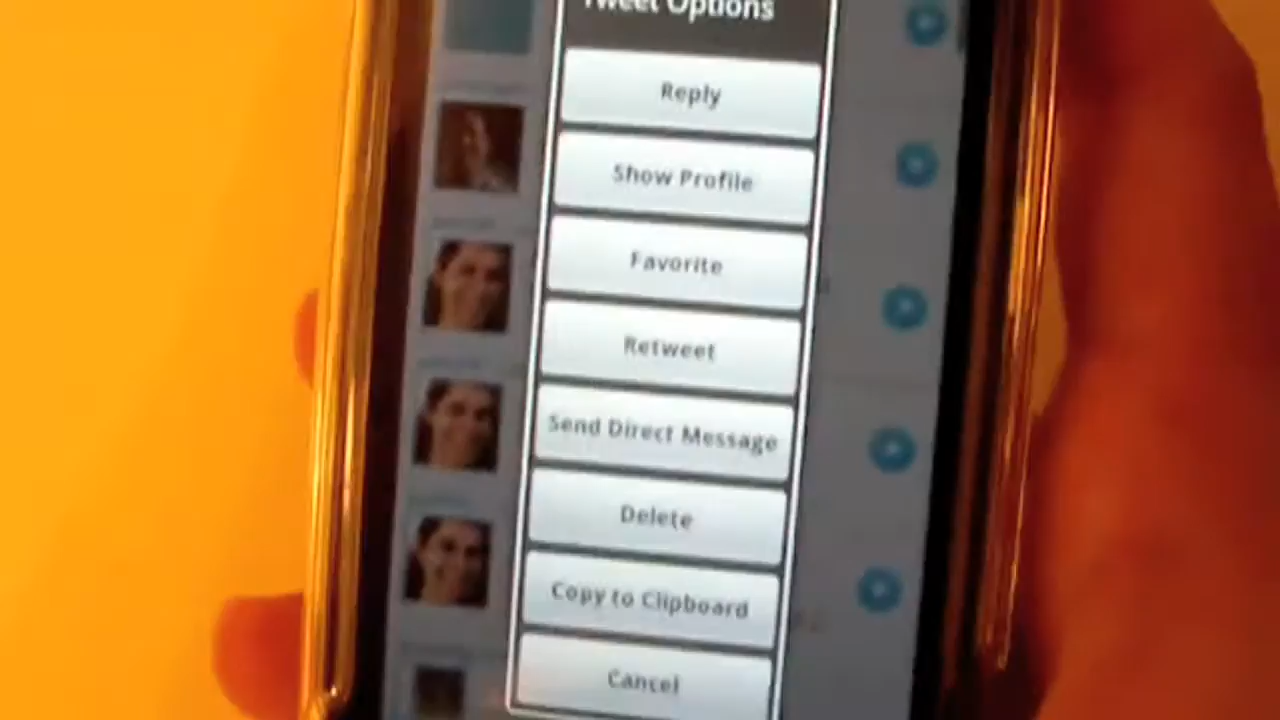 Tweet Options
Reply
Show Profile
Favorite
Retweet
Send Direct Message
Delete
Copy to Clipboard
Cancel